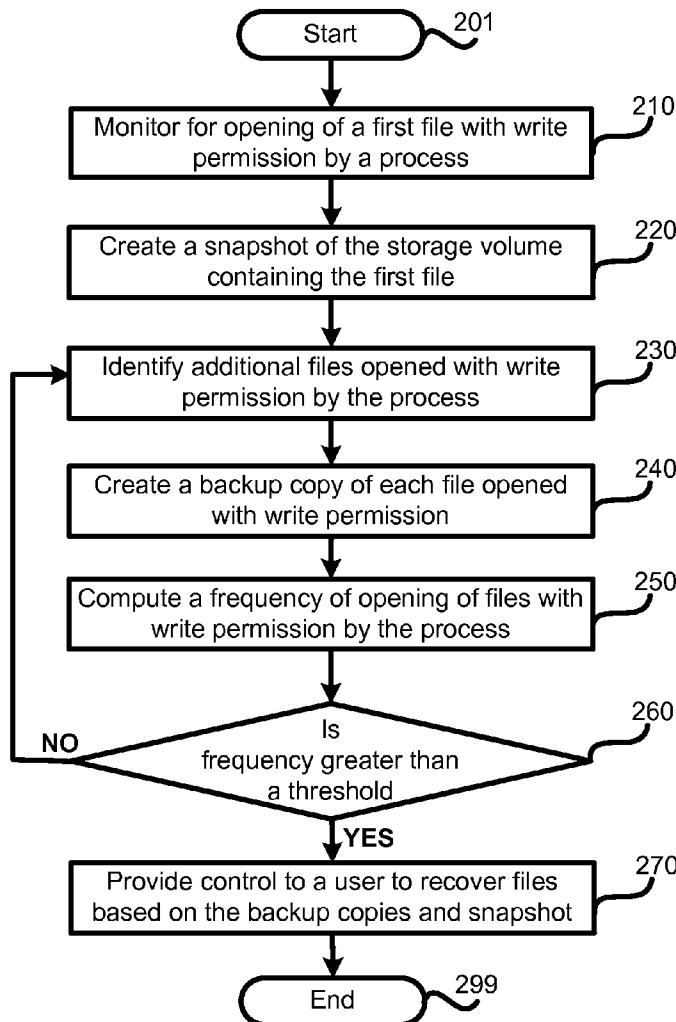 Start
201
Monitor for opening of a first file with write
permission by a process
210
Create a snapshot of the storage volume
containing the first file
220
Identify additional files opened with write
permission by the process
230
Create a backup copy of each file opened
with write permission
240
Compute a frequency of opening of files with
write permission by the process
250
Is
frequency greater than
a threshold
260
NO
YES
Provide control to a user to recover files
based on the backup copies and snapshot
270
End
299